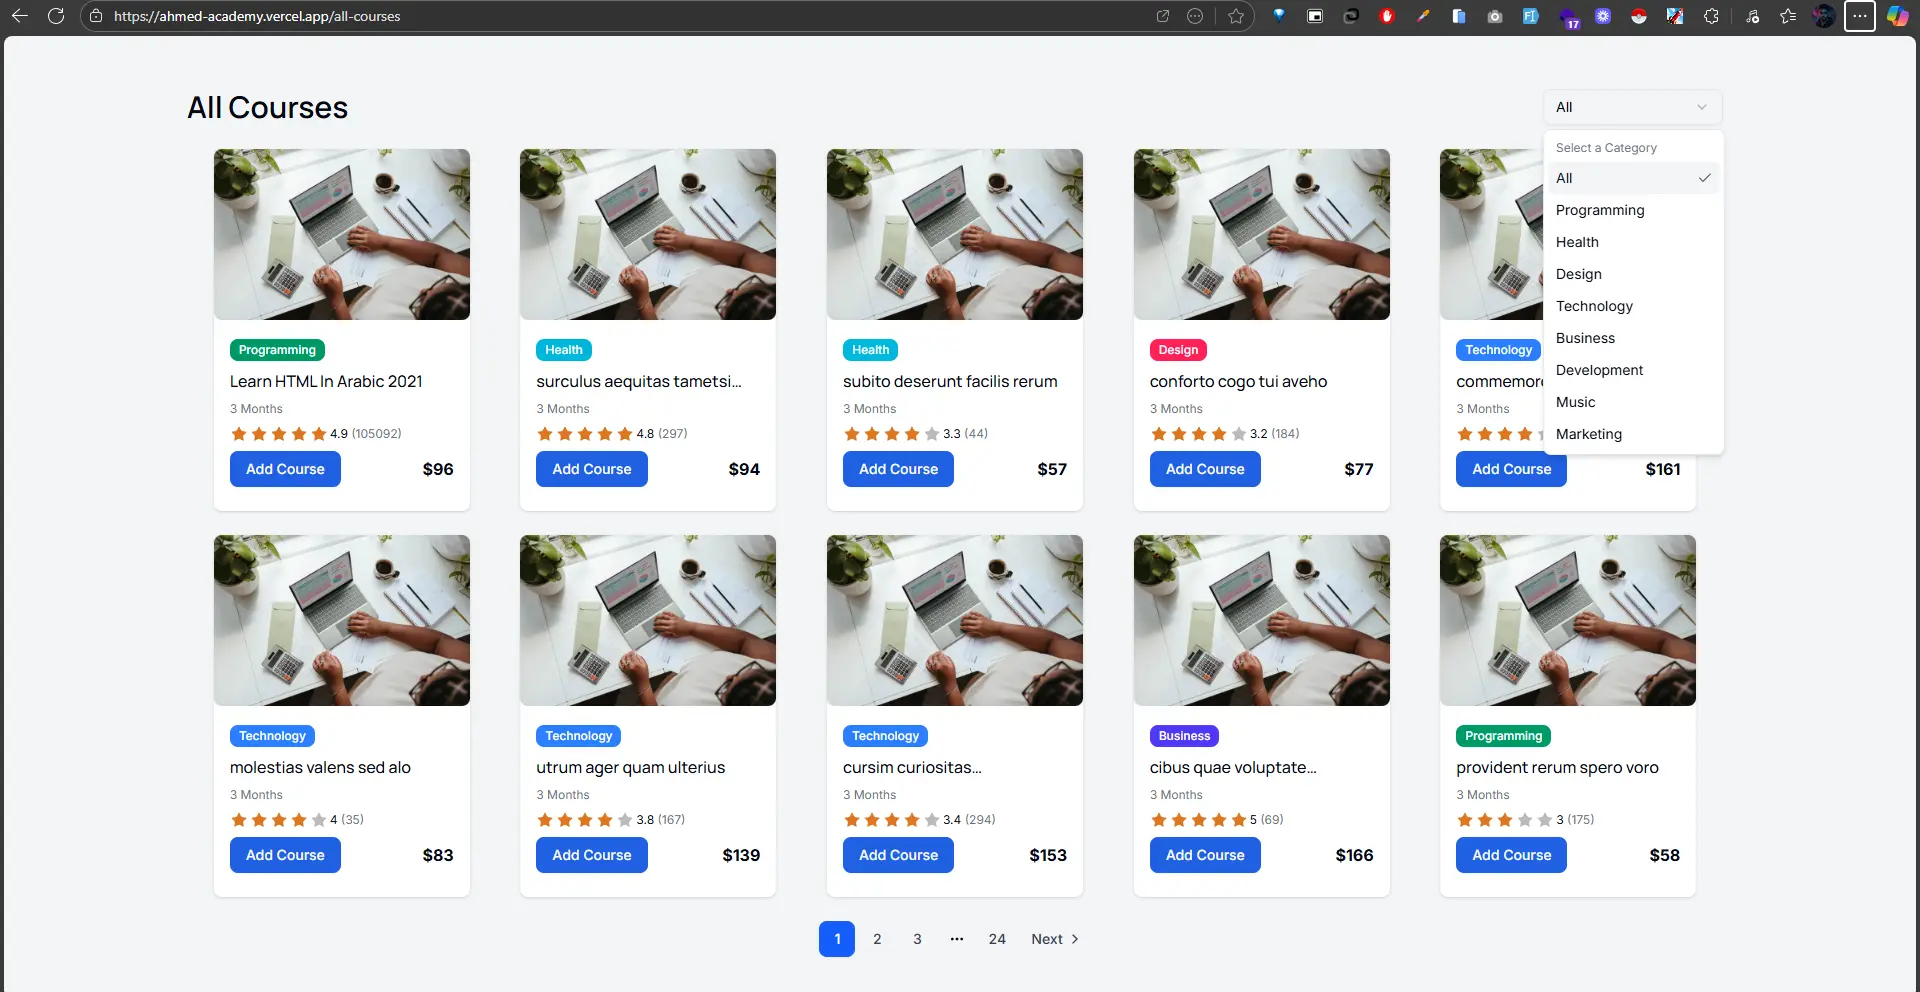 https://ahmed-academy.vercel.app/all-courses
17
All Courses
All
Select a Category
All
Programming
Health
Design
Technology
Business
Development
Music
Marketing
Programming
Learn HTML In Arabic 2021
3 Months
4.9 (105092)
Add Course $96
Health
surculus aequitas tametsi...
3 Months
4.8 (297)
Add Course $94
Health
subito deserunt facilis rerum
3 Months
3.3 (44)
Add Course $57
Design
conforto cogo tui aveho
3 Months
3.2 (184)
Add Course $77
Technology
3 Months
Add Course $161
Technology
molestias valens sed alo
3 Months
4 (35)
Add Course $83
Technology
utrum ager quam ulterius
3 Months
3.8 (167)
Add Course $139
Technology
cursim curiositas...
3 Months
3.4 (294)
Add Course $153
Business
cibus quae voluptate...
3 Months
5 (69)
Add Course $166
Programming
provident rerum spero voro
3 Months
3 (175)
Add Course $58
1 2 3 ... 24 Next